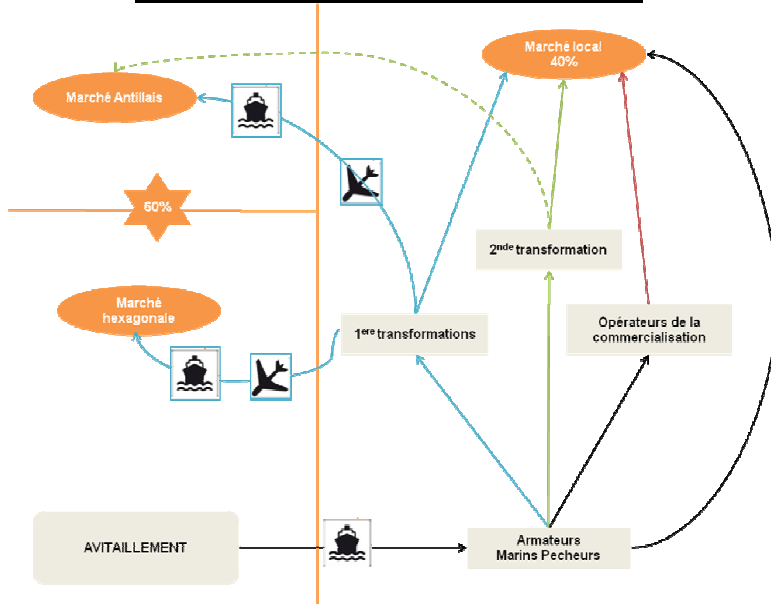 Marché local
40%
Marché Antillais
60%
2nde transformation
Marché
hexagonale
1ere transformations
Opérateurs de la
commercialisation
AVITAILLEMENT
Armateurs
Marins Pecheurs